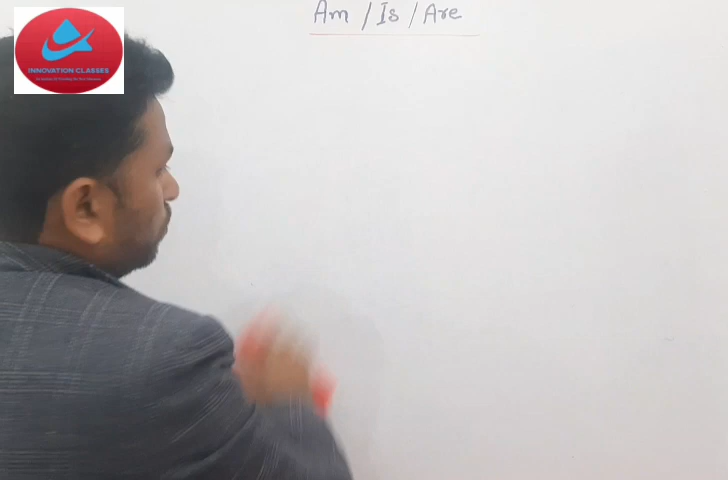 Am / Is / Are
INNOVATION CLASSES